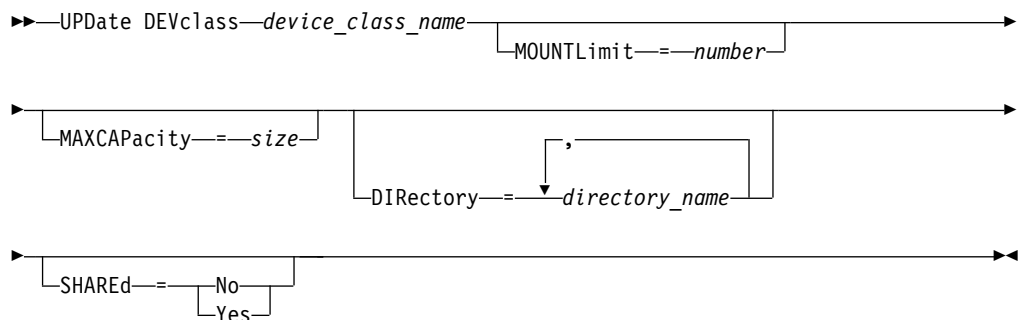 UPDate DEVclass device_class_name
MOUNTLimit = number
MAXCAPacity = size
,
DIRectory = directory_name
SHAREd = No
Yes